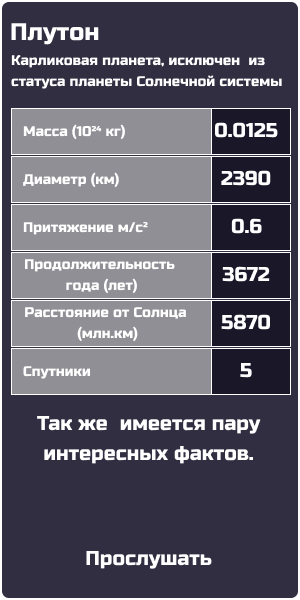 Плутон
Карликовая планета, исключен из
статуса планеты Солнечной системы
Масса (10²⁴ кг) 0.0125
Диаметр (км) 2390
Притяжение м/с² 0.6
Продолжительность
года (лет) 3672
Расстояние от Солнца
(млн.км) 5870
Спутники 5
Так же имеется пару
интересных фактов.
Прослушать